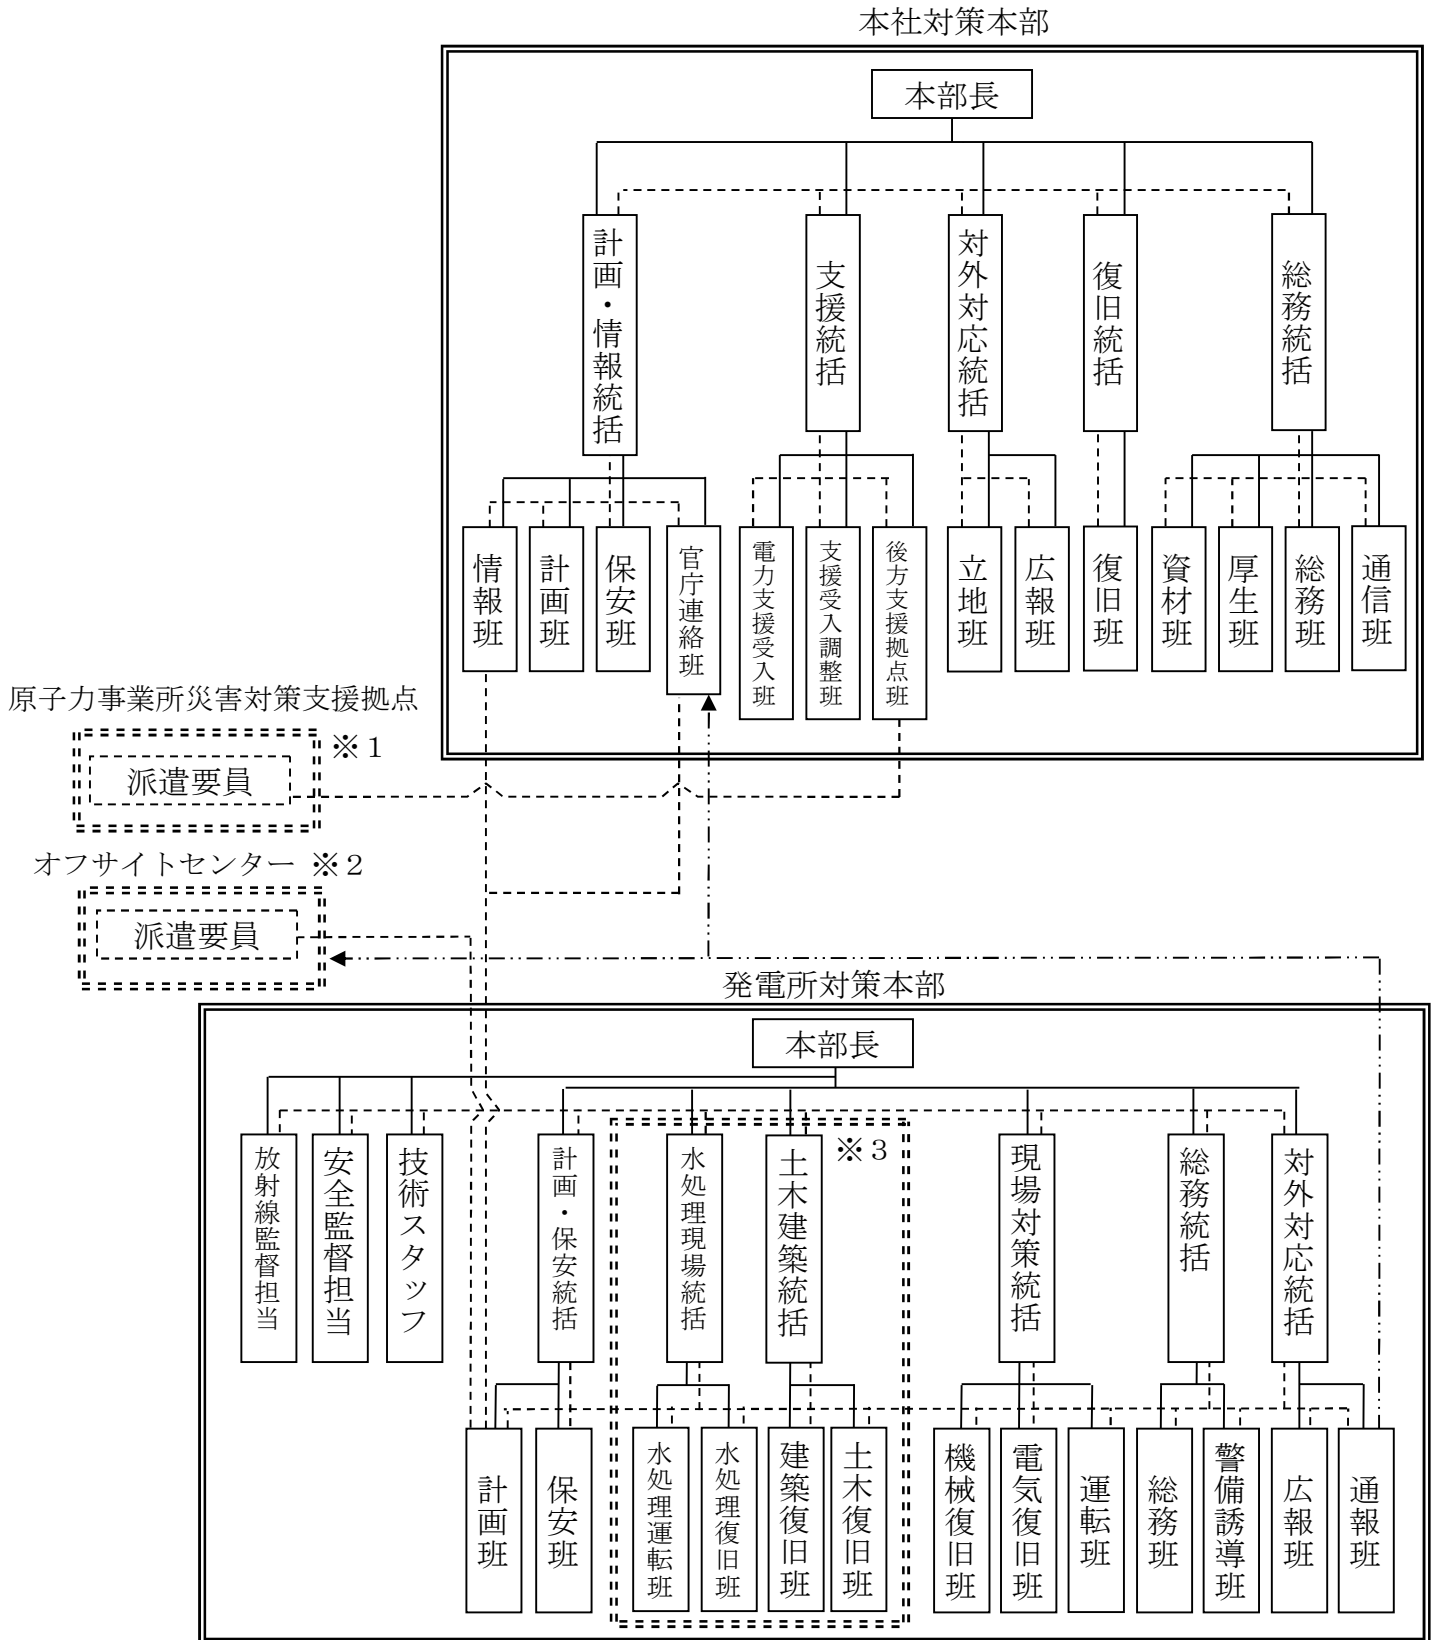 本社対策本部
本部長
計画・情報統括
支援統括
対外対応統括
復旧統括
総務統括
情報班
計画班
保安班
官庁連絡班
電力支援受入班
支援受入調整班
後方支援拠点班
立地班
広報班
復旧班
資材班
厚生班
総務班
通信班
原子力事業所災害対策支援拠点
※1
派遣要員
オフサイトセンター ※2
派遣要員
発電所対策本部
本部長
放射線監督担当
安全監督担当
技術スタッフ
計画・保安統括
水処理現場統括
土木建築統括
※3
現場対策統括
総務統括
対外対応統括
計画班
保安班
水処理運転班
水処理復旧班
建築復旧班
土木復旧班
機械復旧班
電気復旧班
運転班
総務班
警備誘導班
広報班
通報班